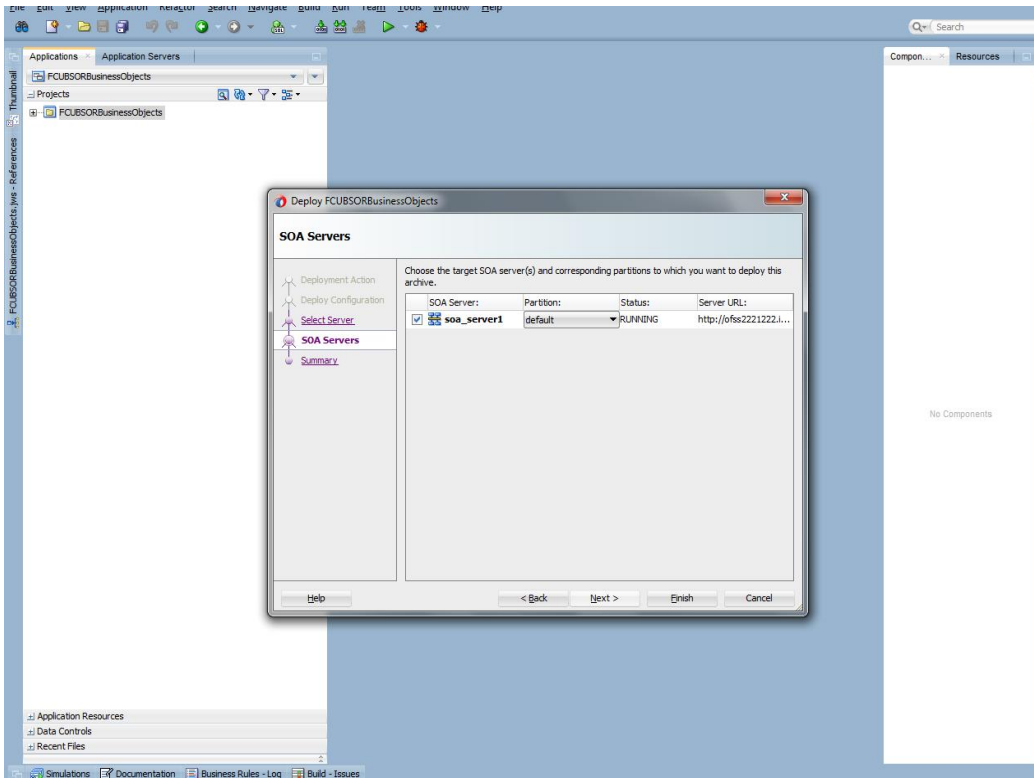 File Edit View Application Refactor Search Navigate Build Run Team Tools Window Help
Search
Applications Application Servers
Compon... Resources
FCUBSORBusinessObjects
Projects
FCUBSORBusinessObjects
Thumbnail
FCUBSORBusinessObjects.jws - References
Deploy FCUBSORBusinessObjects
SOA Servers
Deployment Action
Deploy Configuration
Select Server
SOA Servers
Summary
Choose the target SOA server(s) and corresponding partitions to which you want to deploy this
archive.
SOA Server: Partition: Status: Server URL:
soa_server1 default RUNNING http://ofss2221222.i...
No Components
Help < Back Next > Finish Cancel
Application Resources
Data Controls
Recent Files
Simulations Documentation Business Rules - Log Build - Issues